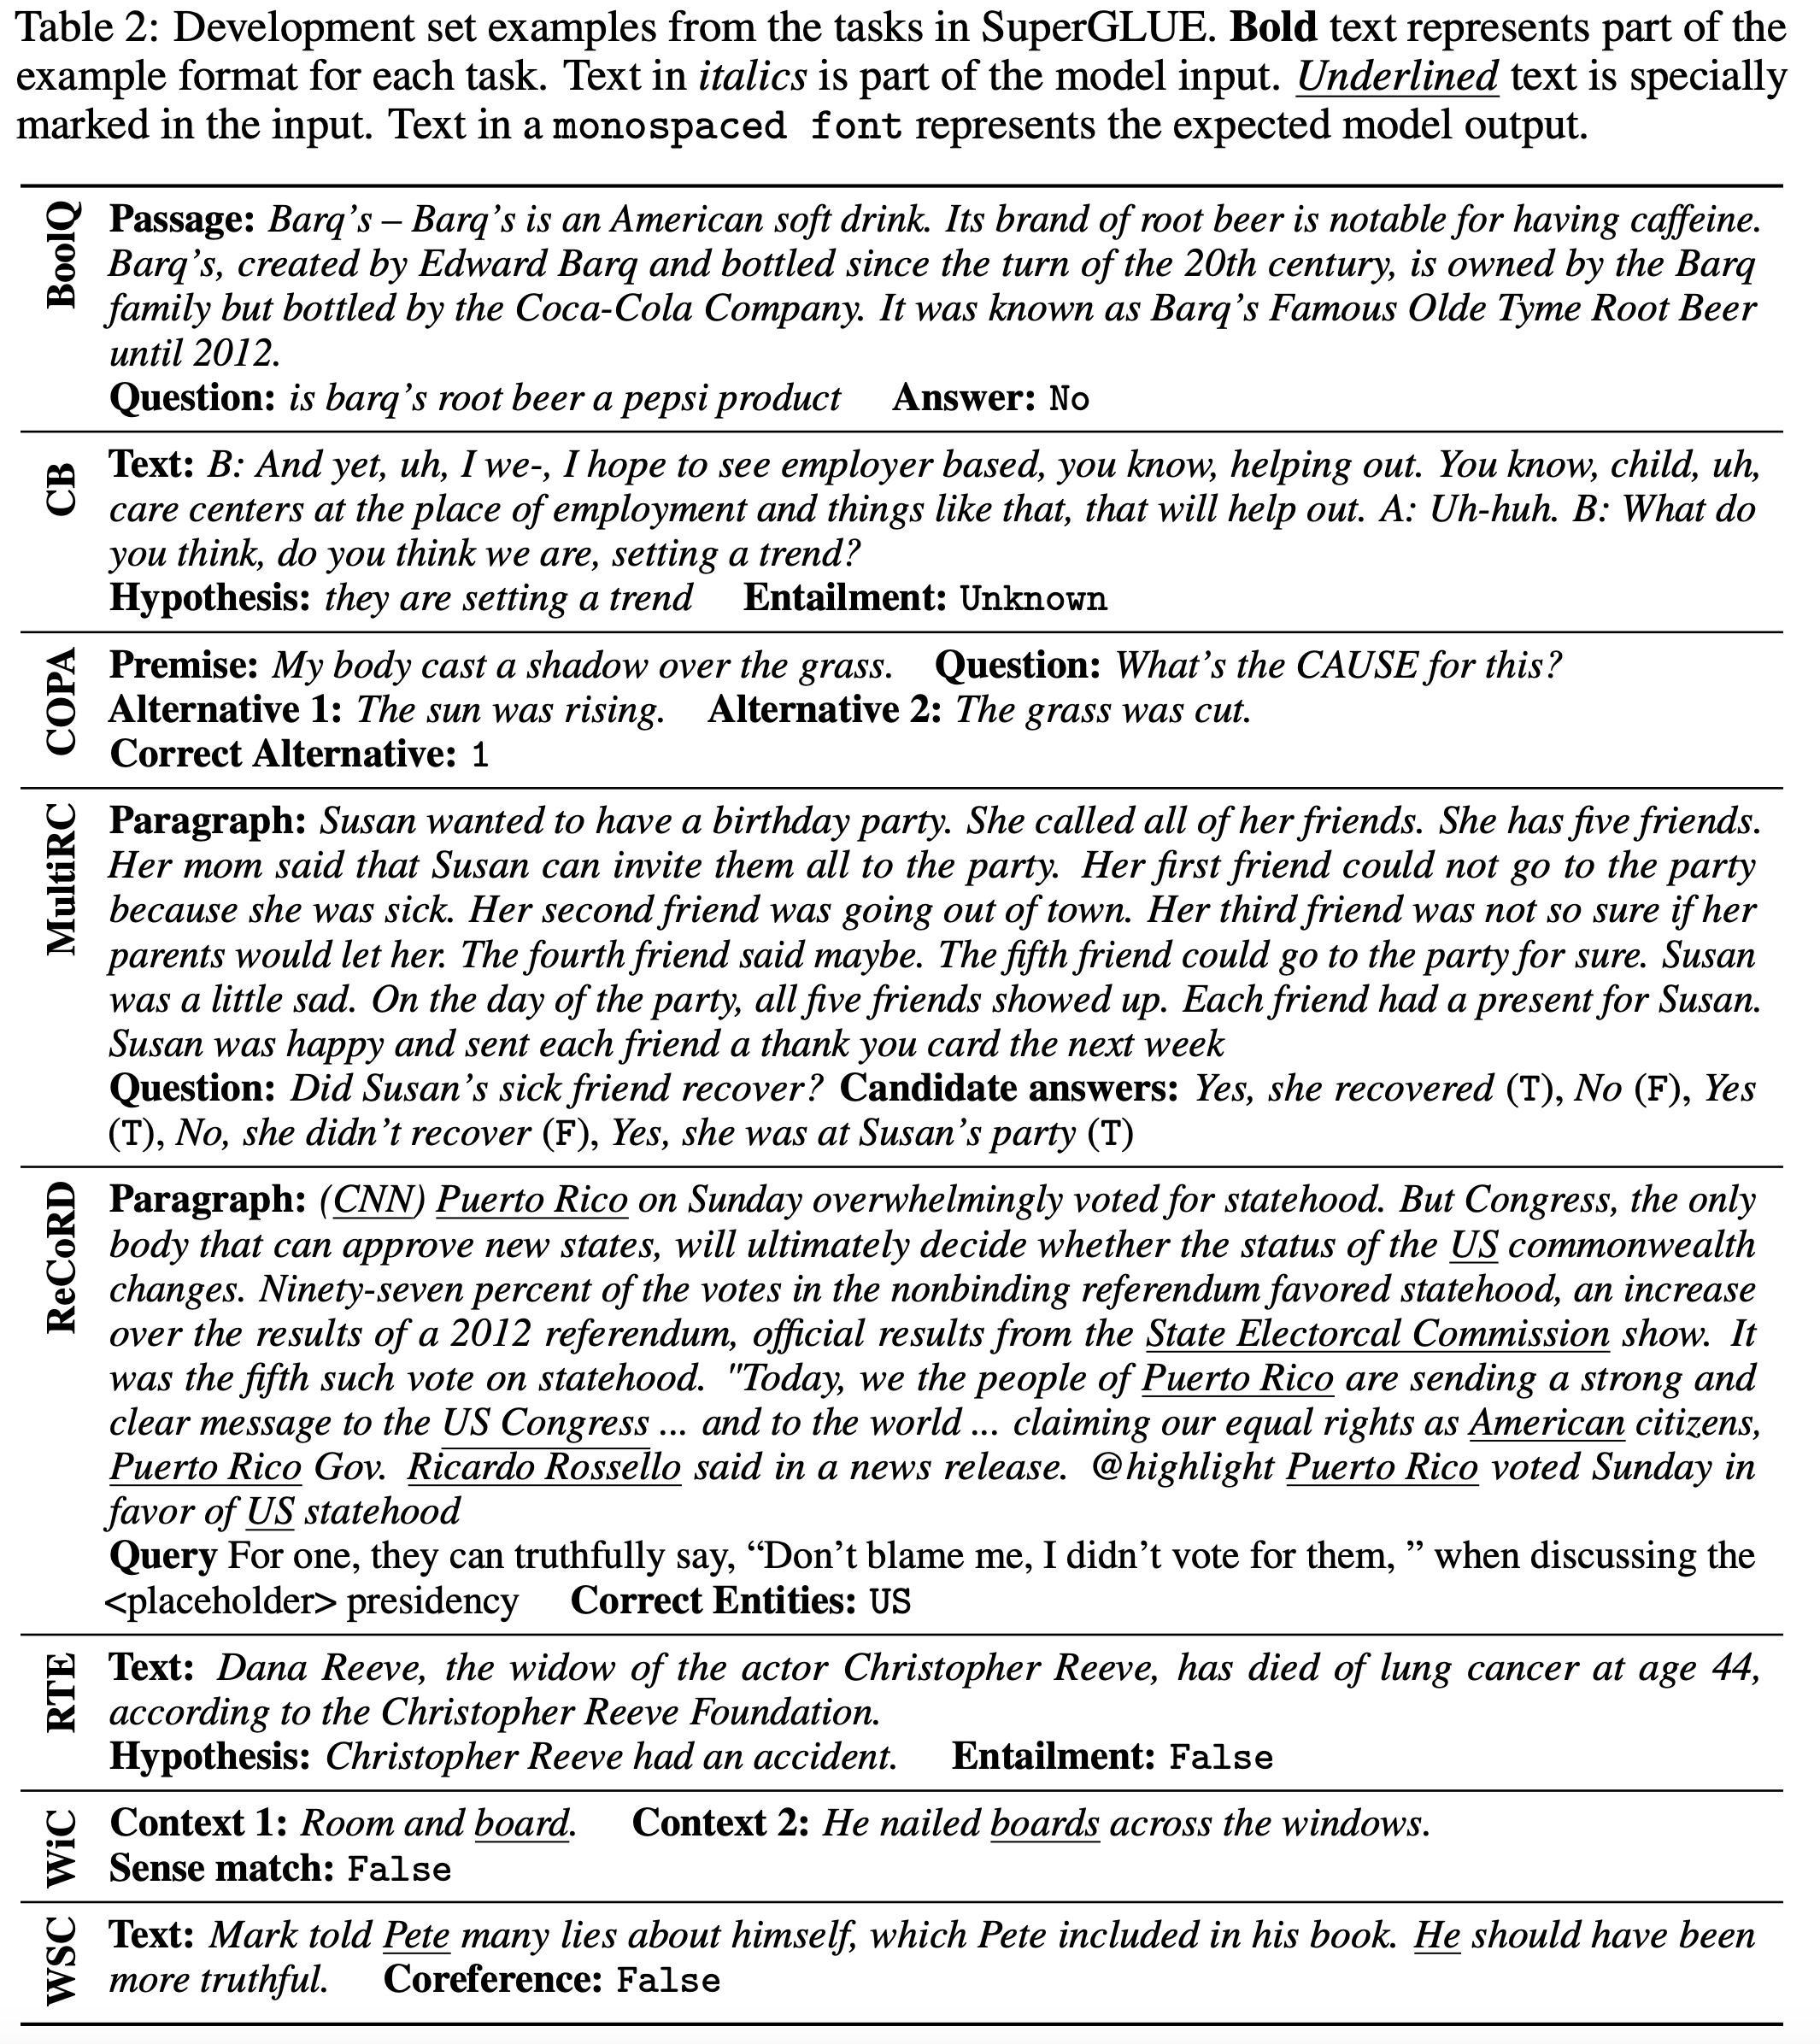 Table 2: Development set examples from the tasks in SuperGLUE. Bold text represents part of the
example format for each task. Text in italics is part of the model input. Underlined text is specially
marked in the input. Text in a monospaced font represents the expected model output.
BoolQ
Passage: Barq’s – Barq’s is an American soft drink. Its brand of root beer is notable for having caffeine.
Barq’s, created by Edward Barq and bottled since the turn of the 20th century, is owned by the Barq
family but bottled by the Coca-Cola Company. It was known as Barq’s Famous Olde Tyme Root Beer
until 2012.
Question: is barq’s root beer a pepsi product Answer: No
CB
Text: B: And yet, uh, I we-, I hope to see employer based, you know, helping out. You know, child, uh,
care centers at the place of employment and things like that, that will help out. A: Uh-huh. B: What do
you think, do you think we are, setting a trend?
Hypothesis: they are setting a trend Entailment: Unknown
COPA
Premise: My body cast a shadow over the grass. Question: What’s the CAUSE for this?
Alternative 1: The sun was rising. Alternative 2: The grass was cut.
Correct Alternative: 1
MultiRC
Paragraph: Susan wanted to have a birthday party. She called all of her friends. She has five friends.
Her mom said that Susan can invite them all to the party. Her first friend could not go to the party
because she was sick. Her second friend was going out of town. Her third friend was not so sure if her
parents would let her. The fourth friend said maybe. The fifth friend could go to the party for sure. Susan
was a little sad. On the day of the party, all five friends showed up. Each friend had a present for Susan.
Susan was happy and sent each friend a thank you card the next week
Question: Did Susan’s sick friend recover? Candidate answers: Yes, she recovered (T), No (F), Yes
(T), No, she didn’t recover (F), Yes, she was at Susan’s party (T)
ReCoRD
Paragraph: (CNN) Puerto Rico on Sunday overwhelmingly voted for statehood. But Congress, the only
body that can approve new states, will ultimately decide whether the status of the US commonwealth
changes. Ninety-seven percent of the votes in the nonbinding referendum favored statehood, an increase
over the results of a 2012 referendum, official results from the State Electorcal Commission show. It
was the fifth such vote on statehood. "Today, we the people of Puerto Rico are sending a strong and
clear message to the US Congress ... and to the world ... claiming our equal rights as American citizens,
Puerto Rico Gov. Ricardo Rossello said in a news release. @highlight Puerto Rico voted Sunday in
favor of US statehood
Query For one, they can truthfully say, “Don’t blame me, I didn’t vote for them, ” when discussing the
<placeholder> presidency Correct Entities: US
RTE
Text: Dana Reeve, the widow of the actor Christopher Reeve, has died of lung cancer at age 44,
according to the Christopher Reeve Foundation.
Hypothesis: Christopher Reeve had an accident. Entailment: False
WiC
Context 1: Room and board. Context 2: He nailed boards across the windows.
Sense match: False
WSC
Text: Mark told Pete many lies about himself, which Pete included in his book. He should have been
more truthful. Coreference: False